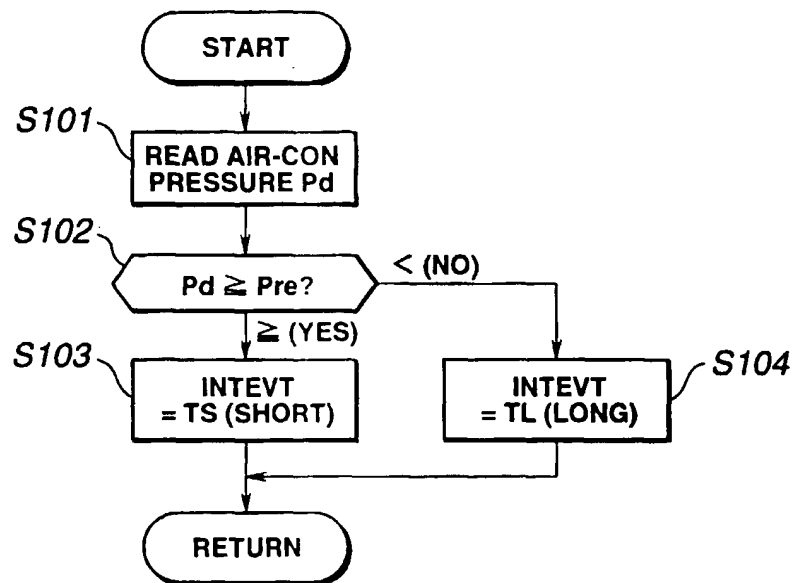 START
S101
READ AIR-CON
PRESSURE Pd
S102
Pd ≧ Pre?
< (NO)
≧ (YES)
S103
INTEVT
= TS (SHORT)
INTEVT
= TL (LONG)
S104
RETURN